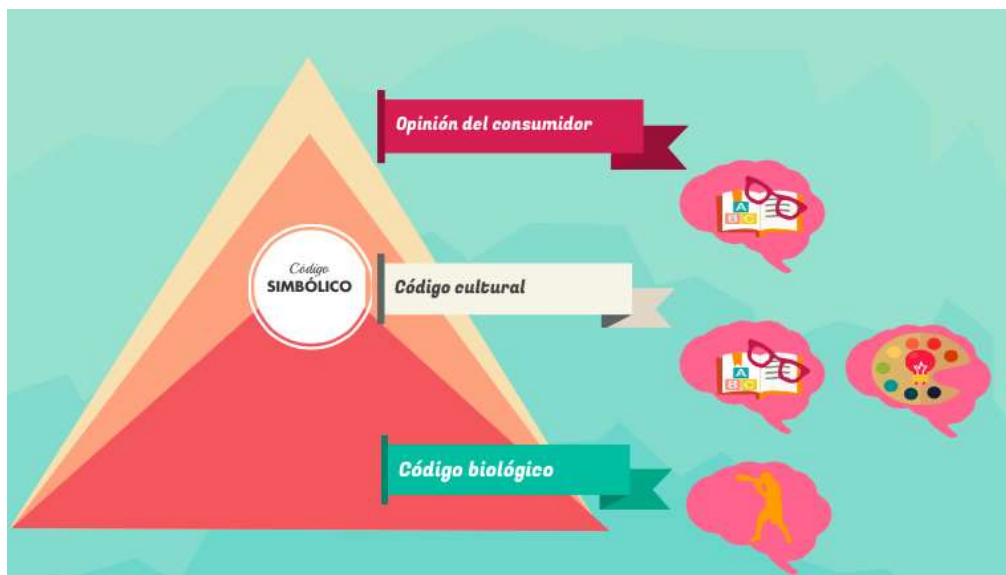 Opinión del consumidor
Código
SIMBÓLICO
Código cultural
Código biológico
A
B C
A
B C